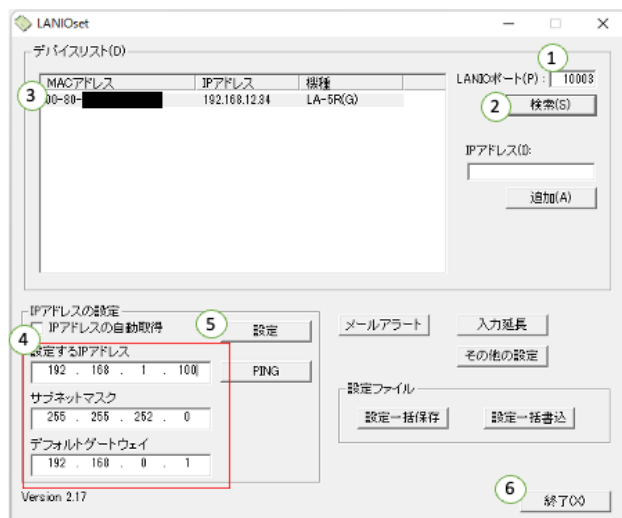 LANIOset
デバイスリスト(D)
1
MACアドレス IPアドレス 機種
LANIOポート(P): 10003
3 00-80- 192.168.12.34 LA-5R(G)
2 検索(S)
IPアドレス(I):
追加(A)
IPアドレスの設定
IPアドレスの自動取得
5 設定
メールアラート
入力延長
4 設定するIPアドレス
その他の設定
192 . 168 . 1 . 100
PING
サブネットマスク
設定ファイル
255 . 255 . 252 . 0
設定一括保存
設定一括書込
デフォルトゲートウェイ
192 . 168 . 0 . 1
Version 2.17
6 終了(X)